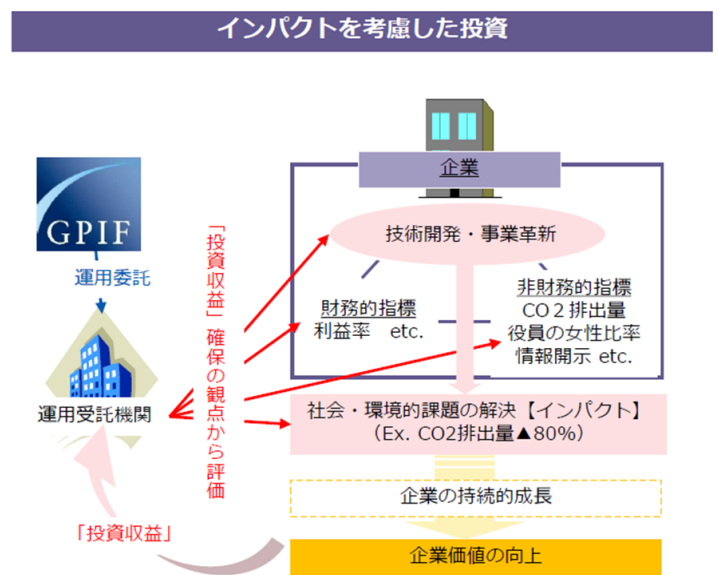 インパクトを考慮した投資
企業
GPIF
技術開発・事業革新
運用委託
「投資収益」確保の観点から評価
財務的指標
利益率 etc.
非財務的指標
CO2排出量
役員の女性比率
情報開示 etc.
運用受託機関
社会・環境的課題の解決【インパクト】
(Ex. CO2排出量▲80%)
企業の持続的成長
「投資収益」
企業価値の向上